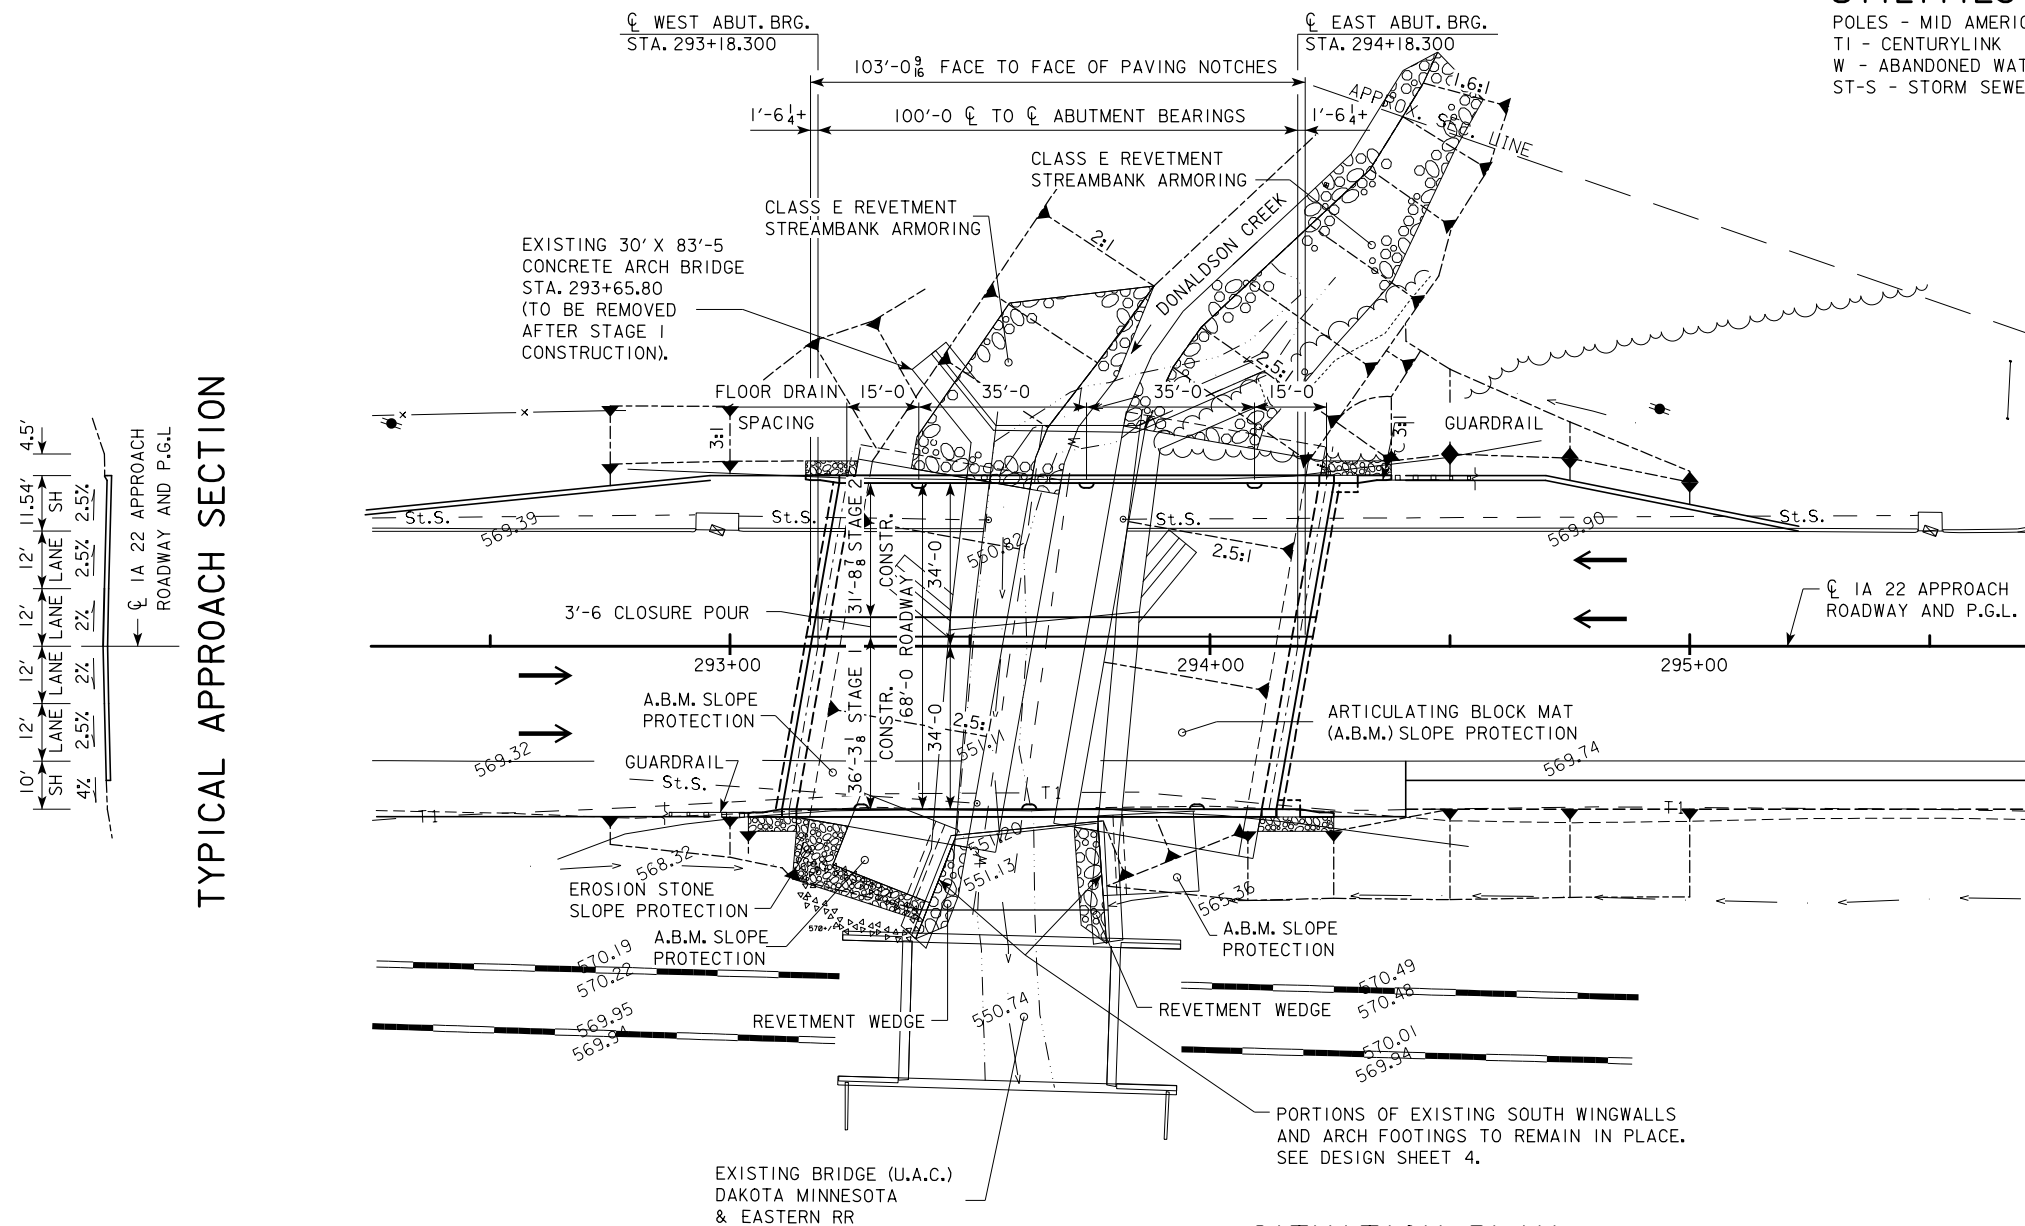 ℄ WEST ABUT. BRG.
STA. 293+18.300
℄ EAST ABUT. BRG.
STA. 294+18.300
POLES - MID AMERIC
T1 - CENTURYLINK
W - ABANDONED WAT
ST-S - STORM SEWE
103'-0 9/16 FACE TO FACE OF PAVING NOTCHES
1'-6 1/4+
100'-0 ℄ TO ℄ ABUTMENT BEARINGS
1'-6 1/4+
1.6:1
APPROX. SEC. LINE
CLASS E REVETMENT
STREAMBANK ARMORING
CLASS E REVETMENT
STREAMBANK ARMORING
2:1
DONALDSON CREEK
EXISTING 30' X 83'-5
CONCRETE ARCH BRIDGE
STA. 293+65.80
(TO BE REMOVED
AFTER STAGE 1
CONSTRUCTION).
2.5:1
FLOOR DRAIN
SPACING
15'-0
35'-0
35'-0
15'-0
3:1
3:1
GUARDRAIL
TYPICAL APPROACH SECTION
4.5'
11.54'
SH
2.5%
12'
LANE
2.5%
12'
LANE
2%
12'
LANE
2%
12'
LANE
2.5%
10'
SH
4%
℄ IA 22 APPROACH
ROADWAY AND P.G.L
St.S.
St.S.
St.S.
St.S.
569.39
550.82
2.5:1
569.90
31'-8 7/8 STAGE 2
CONSTR.
34'-0
68'-0 ROADWAY
3'-6 CLOSURE POUR
℄ IA 22 APPROACH
ROADWAY AND P.G.L.
293+00
294+00
295+00
36'-3 1/8 STAGE 1
CONSTR.
34'-0
A.B.M. SLOPE
PROTECTION
2.5:
551.11
ARTICULATING BLOCK MAT
(A.B.M.) SLOPE PROTECTION
569.32
569.74
GUARDRAIL
St.S.
T1
T1
T1
568.32
551.20
551.13
565.36
EROSION STONE
SLOPE PROTECTION
A.B.M. SLOPE
PROTECTION
570+/-
A.B.M. SLOPE
PROTECTION
570.19
570.22
570.49
570.48
569.95
569.94
570.01
569.94
REVETMENT WEDGE
550.74
REVETMENT WEDGE
PORTIONS OF EXISTING SOUTH WINGWALLS
AND ARCH FOOTINGS TO REMAIN IN PLACE.
SEE DESIGN SHEET 4.
EXISTING BRIDGE (U.A.C.)
DAKOTA MINNESOTA
& EASTERN RR